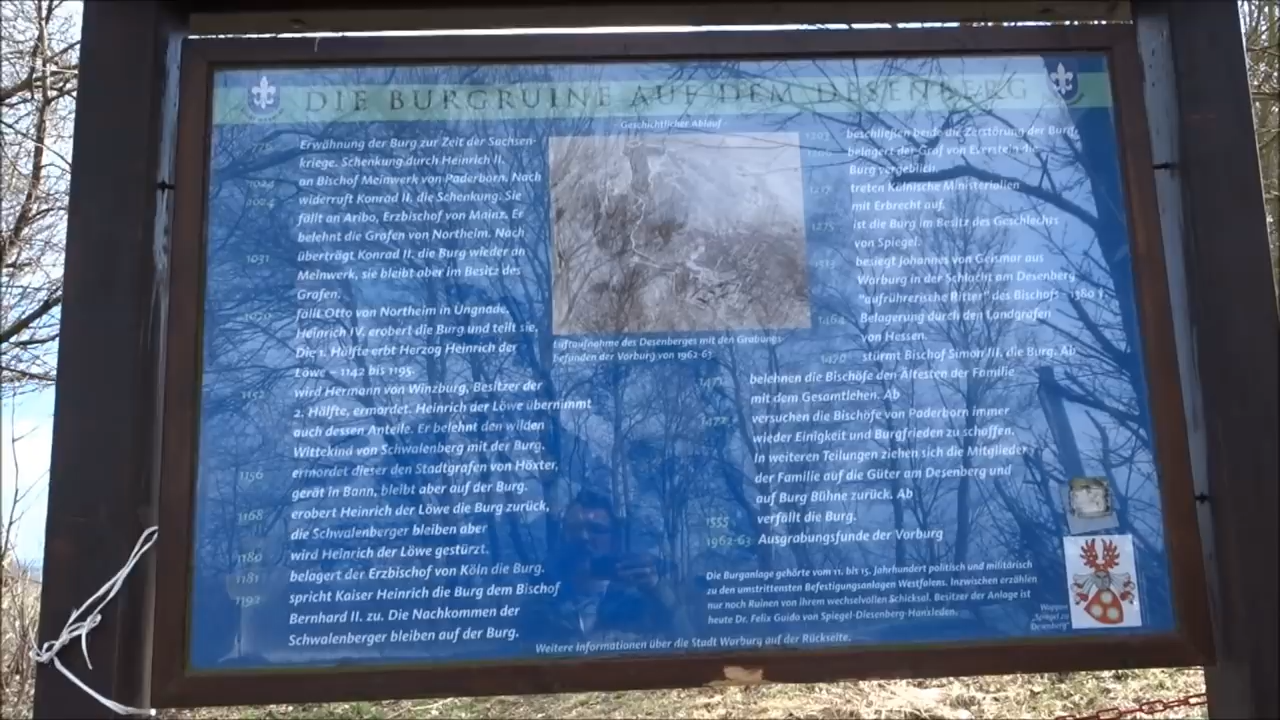 DIE BURGRUINE AUF DEM DESENBERG
Geschichtlicher Ablauf
Erwähnung der Burg zur Zeit der Sachsen-
kriege. Schenkung durch Heinrich II.
1024 an Bischof Meinwerk von Paderborn. Nach
1024 widerruft Konrad II. die Schenkung. Sie
fällt an Aribo, Erzbischof von Mainz. Er
belehnt die Grafen von Northeim. Nach
1031 überträgt Konrad II. die Burg wieder an
Meinwerk, sie bleibt aber im Besitz des
Grafen.
1070 fällt Otto von Northeim in Ungnade,
Heinrich IV. erobert die Burg und teilt sie.
Die 1. Hälfte erbt Herzog Heinrich der
Löwe – 1142 bis 1195.
1152 wird Hermann von Winzburg, Besitzer der
2. Hälfte, ermordet. Heinrich der Löwe übernimmt
auch dessen Anteile. Er belehnt den wilden
Wittekind von Schwalenberg mit der Burg.
1156 ermordet dieser den Stadtgrafen von Höxter,
gerät in Bann, bleibt aber auf der Burg.
1168 erobert Heinrich der Löwe die Burg zurück,
die Schwalenberger bleiben aber
1180 wird Heinrich der Löwe gestürzt.
1181 belagert der Erzbischof von Köln die Burg.
1192 spricht Kaiser Heinrich die Burg dem Bischof
Bernhard II. zu. Die Nachkommen der
Schwalenberger bleiben auf der Burg.
Luftaufnahme des Desenberges mit den Grabungs-
befunden der Vorburg von 1962-63
beschließen beide die Zerstörung der Burg,
belagert der Graf von Everstein die
Burg vergeblich.
treten Kölnische Ministeriollen
mit Erbrecht auf.
1275 ist die Burg im Besitz des Geschlechts
von Spiegel.
besiegt Johannes von Geismar aus
Warburg in der Schlacht am Desenberg
"aufrührerische Ritter" des Bischofs – 1380 §
1464 Belagerung durch den Landgrafen
von Hessen.
1470 stürmt Bischof Simon III. die Burg. Ab
1471 belehnen die Bischöfe den Ältesten der Familie
mit dem Gesamtlehen. Ab
1472 versuchen die Bischöfe von Paderborn immer
wieder Einigkeit und Burgfrieden zu schaffen.
In weiteren Teilungen ziehen sich die Mitglieder
der Familie auf die Güter am Desenberg und
auf Burg Bühne zurück. Ab
1555 verfällt die Burg.
1962-63 Ausgrabungsfunde der Vorburg
Die Burganlage gehörte vom 11. bis 15. Jahrhundert politisch und militärisch
zu den umstrittensten Befestigungsanlagen Westfalens. Inzwischen erzählen
nur noch Ruinen von ihrem wechselvollen Schicksal. Besitzer der Anlage ist
heute Dr. Felix Guido von Spiegel-Diesenberg-Hanxleden.
Wappen
"Spiegel zu
Desenburg"
Weitere Informationen über die Stadt Warburg auf der Rückseite.